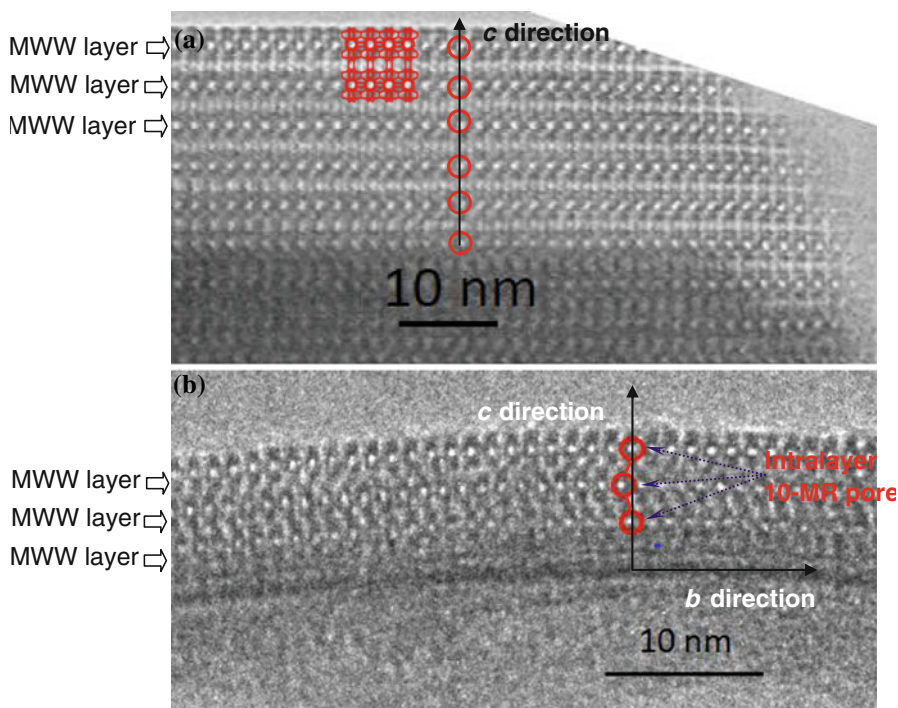 (a)
c direction
MWW layer
MWW layer
MWW layer
10 nm
(b)
c direction
Intralayer
10-MR pore
MWW layer
MWW layer
MWW layer
b direction
10 nm